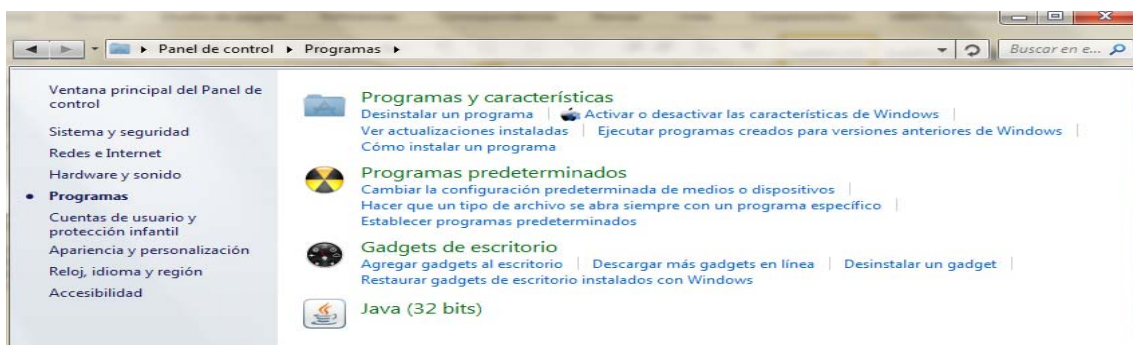 Panel de control Programas
Buscar en e...
Ventana principal del Panel de
control
Sistema y seguridad
Redes e Internet
Hardware y sonido
Programas
Cuentas de usuario y
protección infantil
Apariencia y personalización
Reloj, idioma y región
Accesibilidad
Programas y características
Desinstalar un programa Activar o desactivar las características de Windows
Ver actualizaciones instaladas Ejecutar programas creados para versiones anteriores de Windows
Cómo instalar un programa
Programas predeterminados
Cambiar la configuración predeterminada de medios o dispositivos
Hacer que un tipo de archivo se abra siempre con un programa específico
Establecer programas predeterminados
Gadgets de escritorio
Agregar gadgets al escritorio Descargar más gadgets en línea Desinstalar un gadget
Restaurar gadgets de escritorio instalados con Windows
Java (32 bits)